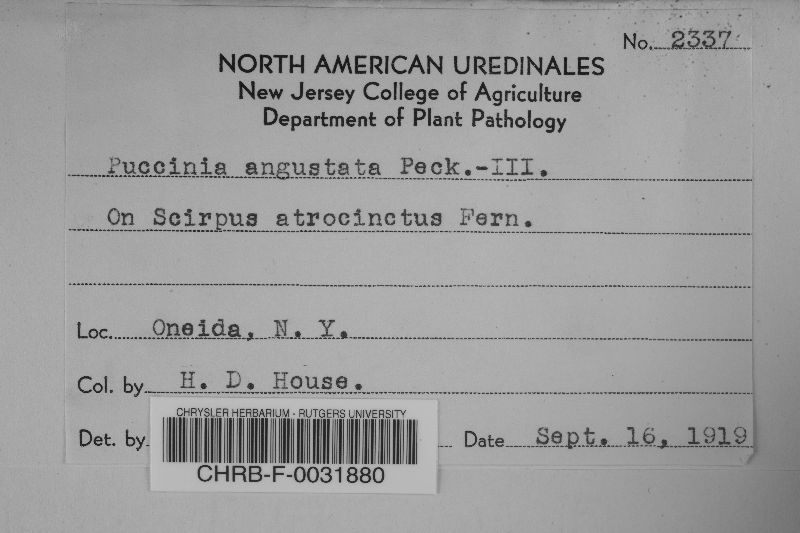 No. 2337
NORTH AMERICAN UREDINALES
New Jersey College of Agriculture
Department of Plant Pathology
Puccinia angustata Peck.-III.
On Scirpus atrocinctus Fern.
Loc. Oneida, N. Y.
Col. by H. D. House.
Det. by Date Sept. 16, 1919
CHRYSLER HERBARIUM - RUTGERS UNIVERSITY
CHRB-F-0031880